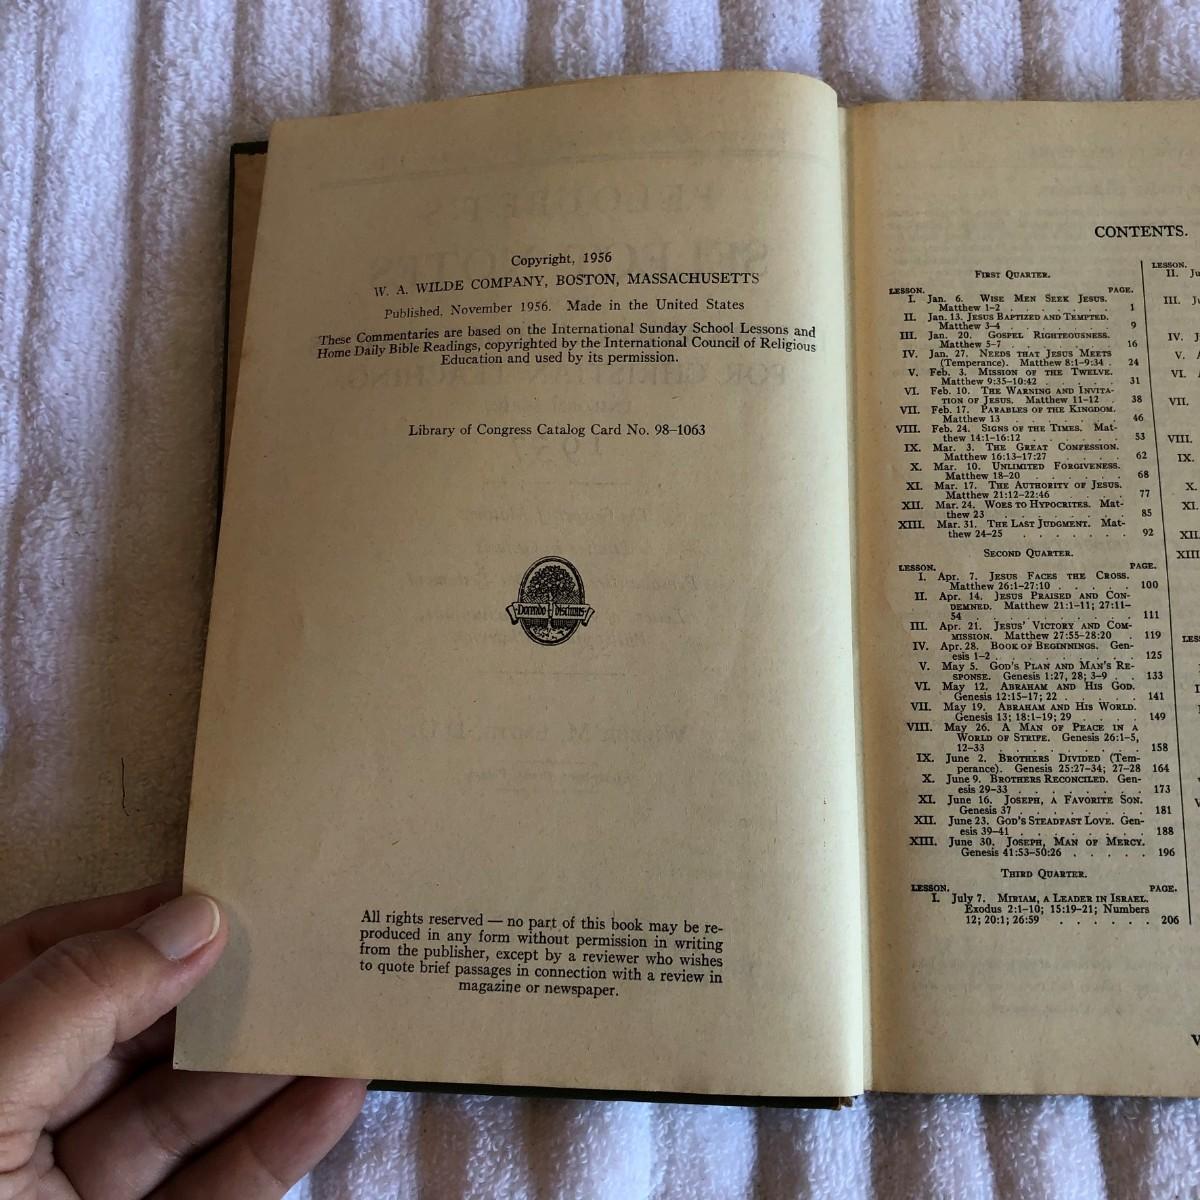 Copyright, 1956
W. A. WILDE COMPANY, BOSTON, MASSACHUSETTS
Published, November 1956. Made in the United States
These Commentaries are based on the International Sunday School Lessons and
Home Daily Bible Readings, copyrighted by the International Council of Religious
Education and used by its permission.
Library of Congress Catalog Card No. 98-1063
Docendo discimus
All rights reserved — no part of this book may be re-
produced in any form without permission in writing
from the publisher, except by a reviewer who wishes
to quote brief passages in connection with a review in
magazine or newspaper.
CONTENTS.
FIRST QUARTER.
LESSON. PAGE.
I. Jan. 6. WISE MEN SEEK JESUS.
Matthew 1-2 . . . . . . . 1
II. Jan. 13. JESUS BAPTIZED AND TEMPTED.
Matthew 3-4 . . . . . . . 9
III. Jan. 20. GOSPEL RIGHTEOUSNESS.
Matthew 5-7 . . . . . . . 16
IV. Jan. 27. NEEDS THAT JESUS MEETS
(Temperance). Matthew 8:1-9:34 . 24
V. Feb. 3. MISSION OF THE TWELVE.
Matthew 9:35-10:42 . . . . . 31
VI. Feb. 10. THE WARNING AND INVITA-
TION OF JESUS. Matthew 11-12 . 38
VII. Feb. 17. PARABLES OF THE KINGDOM.
Matthew 13 . . . . . . . 46
VIII. Feb. 24. SIGNS OF THE TIMES. Mat-
thew 14:1-16:12 . . . . . . 53
IX. Mar. 3. THE GREAT CONFESSION.
Matthew 16:13-17:27 . . . . 62
X. Mar. 10. UNLIMITED FORGIVENESS.
Matthew 18-20 . . . . . . 68
XI. Mar. 17. THE AUTHORITY OF JESUS.
Matthew 21:12-22:46 . . . . . 77
XII. Mar. 24. WOES TO HYPOCRITES. Mat-
thew 23 . . . . . . . . 85
XIII. Mar. 31. THE LAST JUDGMENT. Mat-
thew 24-25 . . . . . . . 92
SECOND QUARTER.
LESSON. PAGE.
I. Apr. 7. JESUS FACES THE CROSS.
Matthew 26:1-27:10 . . . . . 100
II. Apr. 14. JESUS PRAISED AND CON-
DEMNED. Matthew 21:1-11; 27:11-
54 . . . . . . . . . . 111
III. Apr. 21. JESUS' VICTORY AND COM-
MISSION. Matthew 27:55-28:20 . 119
IV. Apr. 28. BOOK OF BEGINNINGS. Gen-
esis 1-2 . . . . . . . . . 125
V. May 5. GOD'S PLAN AND MAN'S RE-
SPONSE. Genesis 1:27, 28; 3-9 . . 133
VI. May 12. ABRAHAM AND HIS GOD.
Genesis 12:15-17; 22 . . . . . 141
VII. May 19. ABRAHAM AND HIS WORLD.
Genesis 13; 18:1-19; 29 . . . . 149
VIII. May 26. A MAN OF PEACE IN A
WORLD OF STRIFE. Genesis 26:1-5,
12-33 . . . . . . . . . 158
IX. June 2. BROTHERS DIVIDED (Tem-
perance). Genesis 25:27-34; 27-28 164
X. June 9. BROTHERS RECONCILED. Gen-
esis 29-33 . . . . . . . . 173
XI. June 16. JOSEPH, A FAVORITE SON.
Genesis 37 . . . . . . . . 181
XII. June 23. GOD'S STEADFAST LOVE. Gen-
esis 39-41 . . . . . . . . 188
XIII. June 30. JOSEPH, MAN OF MERCY.
Genesis 41:53-50:26 . . . . . 196
THIRD QUARTER.
LESSON. PAGE.
I. July 7. MIRIAM, A LEADER IN ISRAEL.
Exodus 2:1-10; 15:19-21; Numbers
12; 20:1; 26:59 . . . . . . 206
LESSON.
II.
III.
IV.
V.
VI.
VII.
VIII.
IX.
X.
XI.
XII.
XIII